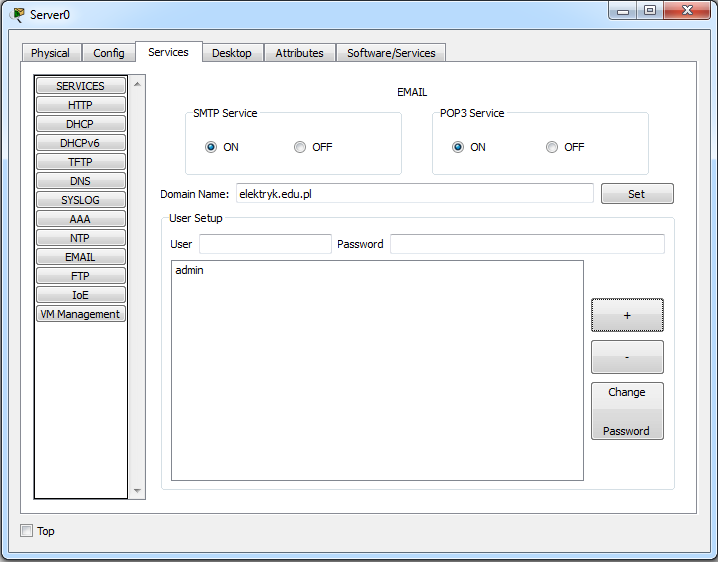 Server0
Physical Config Services Desktop Attributes Software/Services
SERVICES
HTTP
DHCP
DHCPv6
TFTP
DNS
SYSLOG
AAA
NTP
EMAIL
FTP
IoE
VM Management
EMAIL
SMTP Service
ON OFF
POP3 Service
ON OFF
Domain Name: elektryk.edu.pl Set
User Setup
User Password
admin
+
-
Change
Password
Top